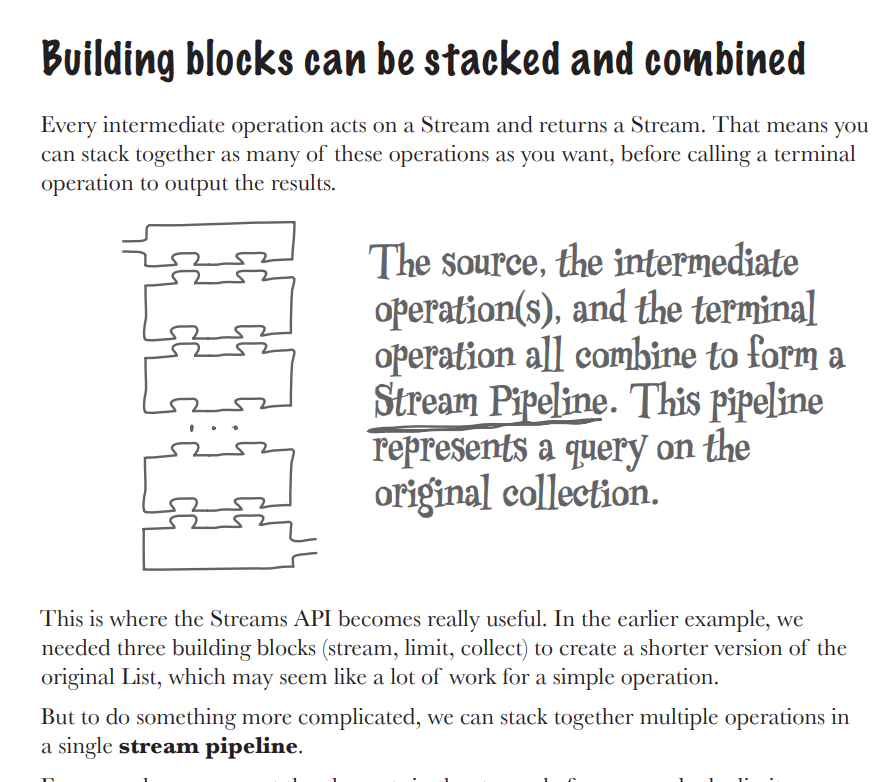 Building blocks can be stacked and combined
Every intermediate operation acts on a Stream and returns a Stream. That means you
can stack together as many of these operations as you want, before calling a terminal
operation to output the results.
The source, the intermediate
operation(s), and the terminal
operation all combine to form a
Stream Pipeline. This pipeline
represents a query on the
original collection.
This is where the Streams API becomes really useful. In the earlier example, we
needed three building blocks (stream, limit, collect) to create a shorter version of the
original List, which may seem like a lot of work for a simple operation.
But to do something more complicated, we can stack together multiple operations in
a single stream pipeline.